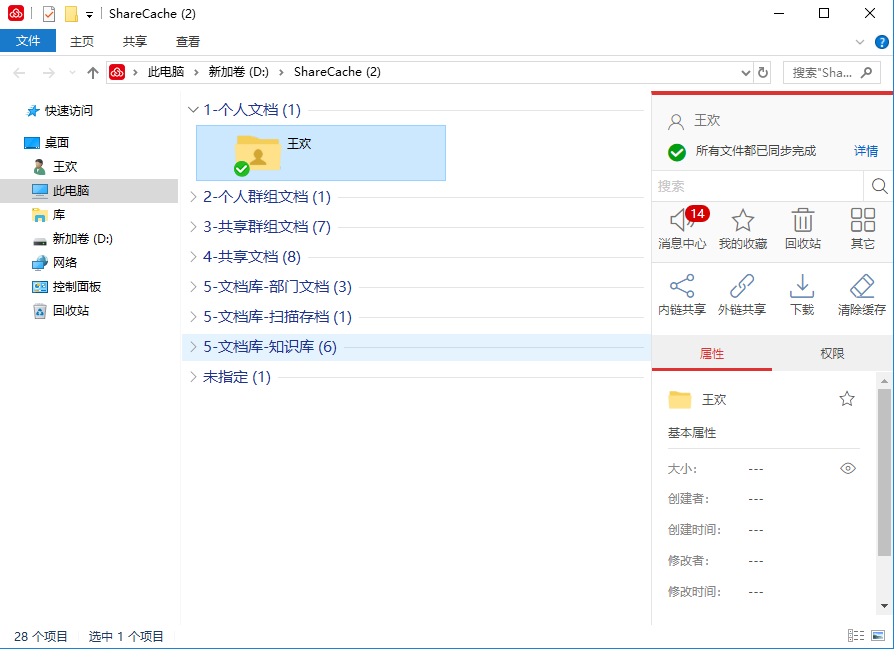 ShareCache (2)
文件 主页 共享 查看
此电脑 新加卷 (D:) ShareCache (2) 搜索"Sha...
快速访问
桌面
王欢
此电脑
库
新加卷 (D:)
网络
控制面板
回收站
1-个人文档 (1)
王欢
2-个人群组文档 (1)
3-共享群组文档 (7)
4-共享文档 (8)
5-文档库-部门文档 (3)
5-文档库-扫描存档 (1)
5-文档库-知识库 (6)
未指定 (1)
王欢
所有文件都已同步完成 详情
搜索
14
消息中心 我的收藏 回收站 其它
内链共享 外链共享 下载 清除缓存
属性 权限
王欢
基本属性
大小: ---
创建者: ---
创建时间: ---
修改者: ---
修改时间: ---
28 个项目 选中 1 个项目